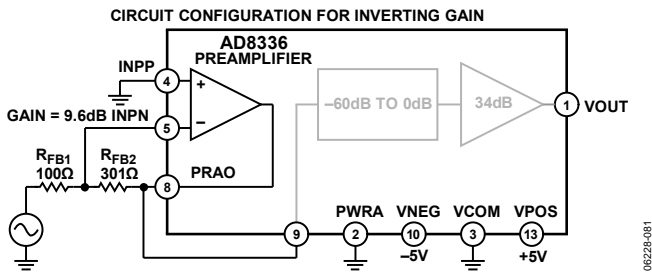 CIRCUIT CONFIGURATION FOR INVERTING GAIN
AD8336
PREAMPLIFIER
INPP
4
+
–60dB TO 0dB
34dB
1
VOUT
GAIN = 9.6dB INPN
5
–
RFB1
100Ω
RFB2
301Ω
8
PRAO
9
PWRA
2
VNEG
10
–5V
VCOM
3
VPOS
13
+5V
06228-081